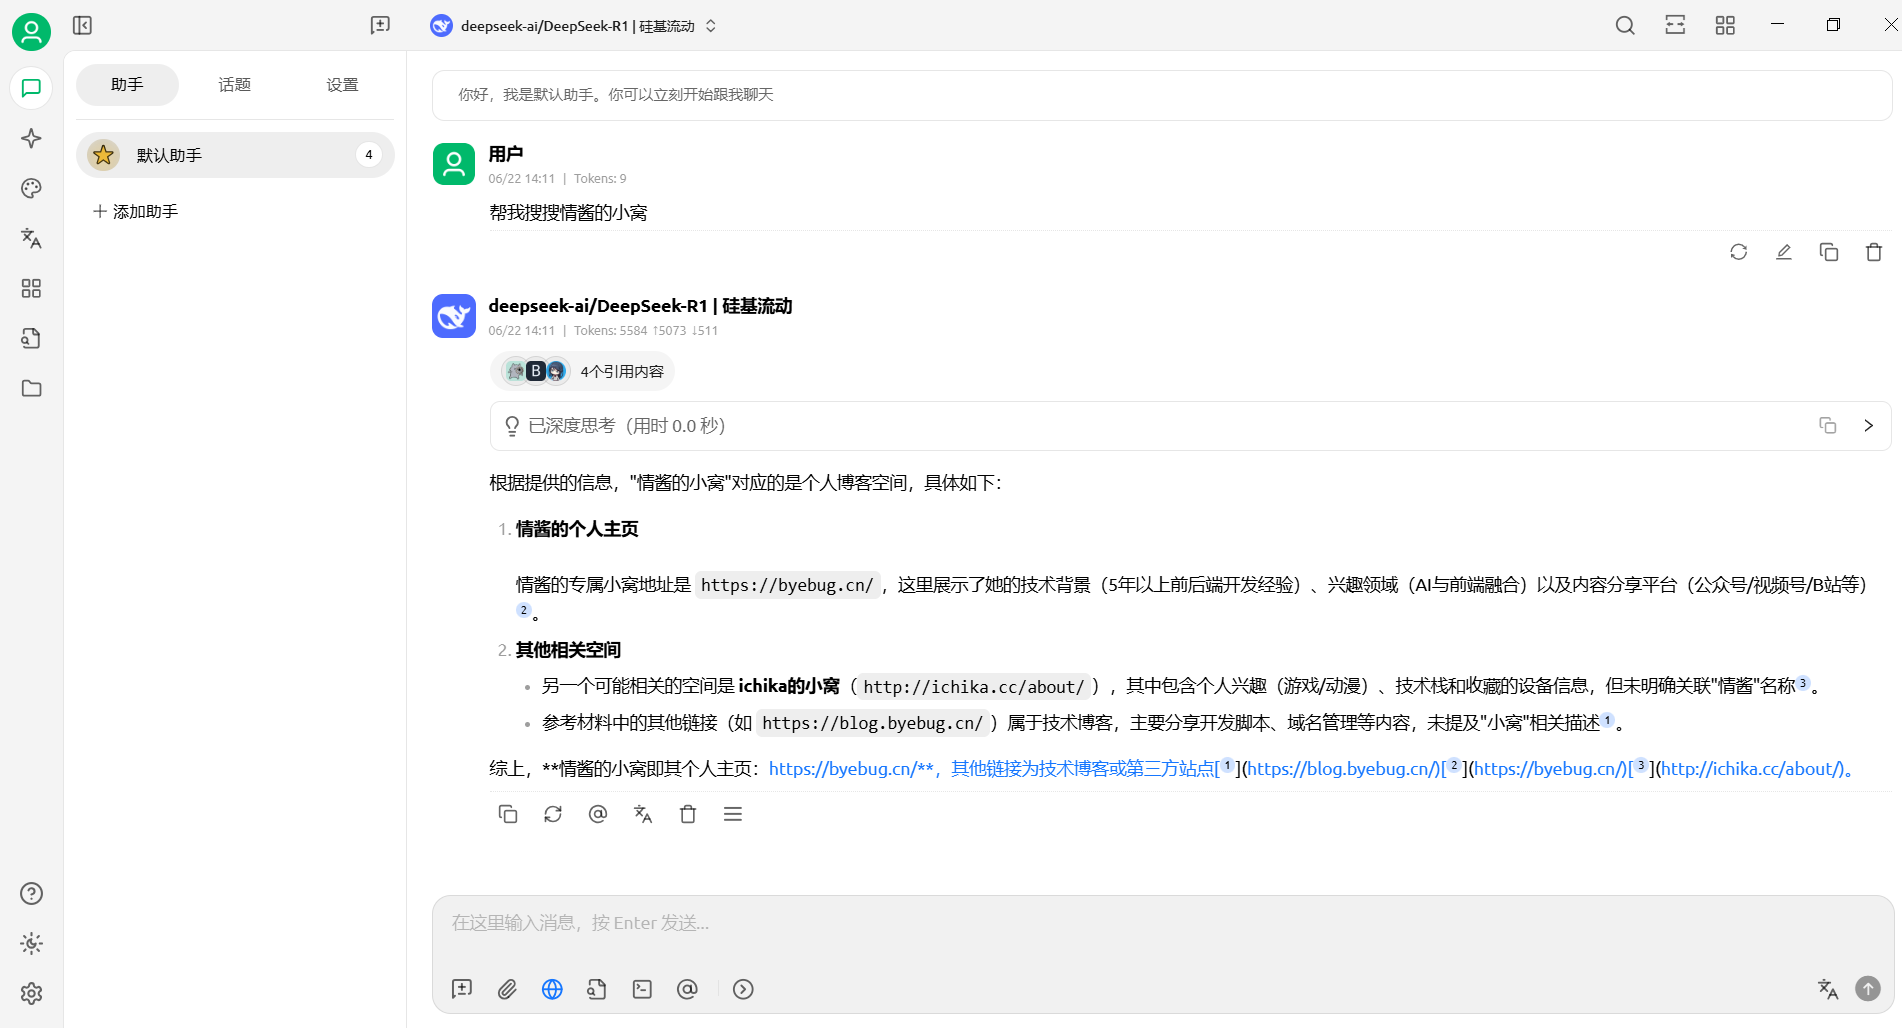 deepseek-ai/DeepSeek-R1 | 硅基流动
助手
话题
设置
默认助手
4
添加助手
你好，我是默认助手。你可以立刻开始跟我聊天
用户
06/22 14:11 | Tokens: 9
帮我搜搜情酱的小窝
deepseek-ai/DeepSeek-R1 | 硅基流动
06/22 14:11 | Tokens: 5584 ↑5073 ↓511
B
4个引用内容
已深度思考（用时 0.0 秒）
根据提供的信息，"情酱的小窝"对应的是个人博客空间，具体如下：
1. 情酱的个人主页
情酱的专属小窝地址是 https://byebug.cn/ ，这里展示了她的技术背景（5年以上前后端开发经验）、兴趣领域（AI与前端融合）以及内容分享平台（公众号/视频号/B站等）
2 。
2. 其他相关空间
• 另一个可能相关的空间是 ichika的小窝（ http://ichika.cc/about/ ），其中包含个人兴趣（游戏/动漫）、技术栈和收藏的设备信息，但未明确关联"情酱"名称 3 。
• 参考材料中的其他链接（如 https://blog.byebug.cn/ ）属于技术博客，主要分享开发脚本、域名管理等内容，未提及"小窝"相关描述 1 。
综上，**情酱的小窝即其个人主页：https://byebug.cn/**，其他链接为技术博客或第三方站点[ 1 ](https://blog.byebug.cn/)[ 2 ](https://byebug.cn/)[ 3 ](http://ichika.cc/about/)。
在这里输入消息，按 Enter 发送...